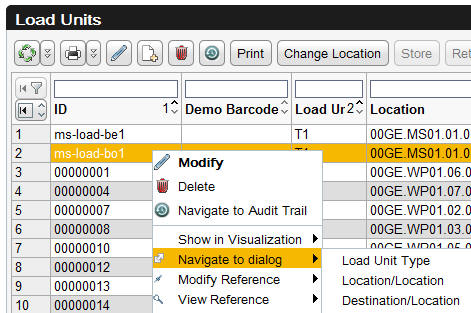 Load Units
Print Change Location Store Ret
ID 1 Demo Barcode Load Ur 2 Location
1 ms-load-be1 T1 00GE.MS01.01.0
2 ms-load-bo1 00GE.MS01.01.0
3 00000001 Modify 00GE.WP01.06.0
4 00000004 Delete 00GE.WP01.07.0
5 00000007 Navigate to Audit Trail 00GE.WP01.02.0
6 00000008 00GE.WP01.03.0
7 00000010 Show in Visualization 00GE.WP01.05.0
8 00000012 Navigate to dialog Load Unit Type
9 00000013 Modify Reference Location/Location
10 00000014 View Reference Destination/Location